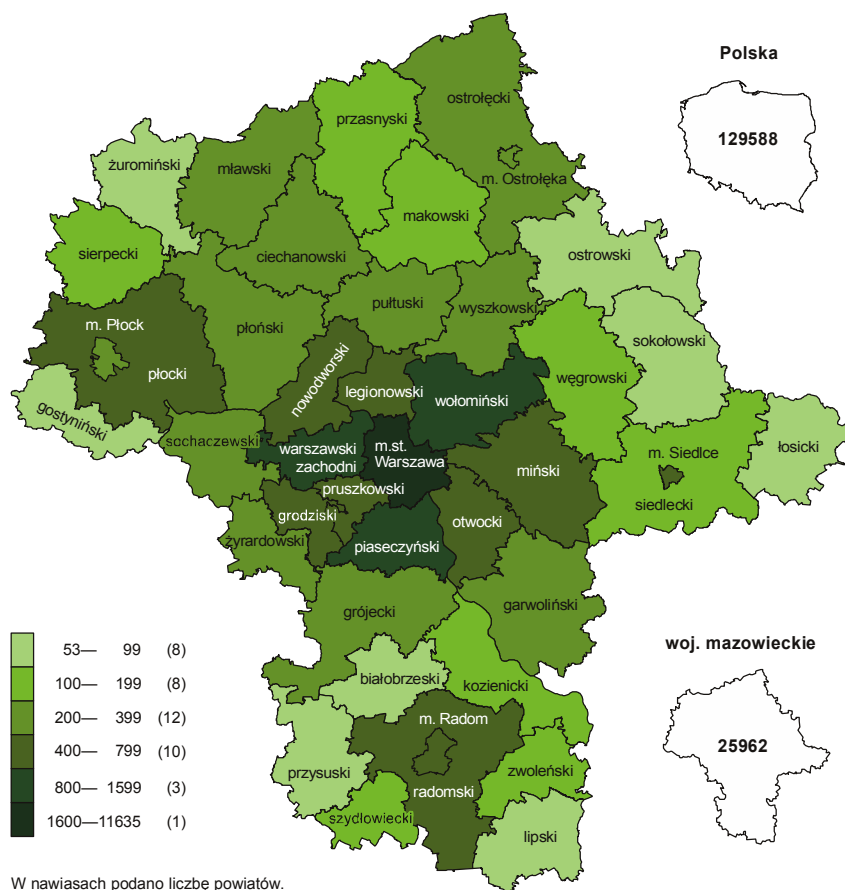 Polska
129588
ostrołęcki
przasnyski
żuromiński
mławski
m. Ostrołęka
makowski
sierpecki
ciechanowski
ostrowski
pułtuski
wyszkowski
m. Płock
płoński
sokołowski
płocki
nowodworski
legionowski
wołomiński
węgrowski
gostyniński
sochaczewski
warszawski
zachodni
m.st.
Warszawa
miński
m. Siedlce
łosicki
siedlecki
pruszkowski
grodziski
otwocki
żyrardowski
piaseczyński
grójecki
garwoliński
woj. mazowieckie
25962
białobrzeski
kozienicki
m. Radom
przysuski
zwoleński
radomski
szydłowiecki
lipski
53— 99 (8)
100— 199 (8)
200— 399 (12)
400— 799 (10)
800— 1599 (3)
1600—11635 (1)
W nawiasach podano liczbę powiatów.